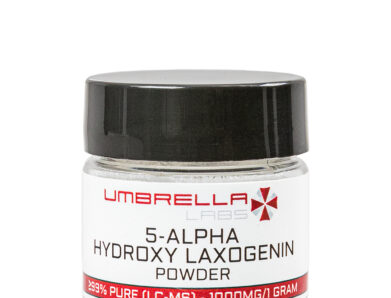 UMBRELLA
LABS
5-ALPHA
HYDROXY LAXOGENIN
POWDER
≥99% PURE (LC-MS) - 1000MG/1 GRAM